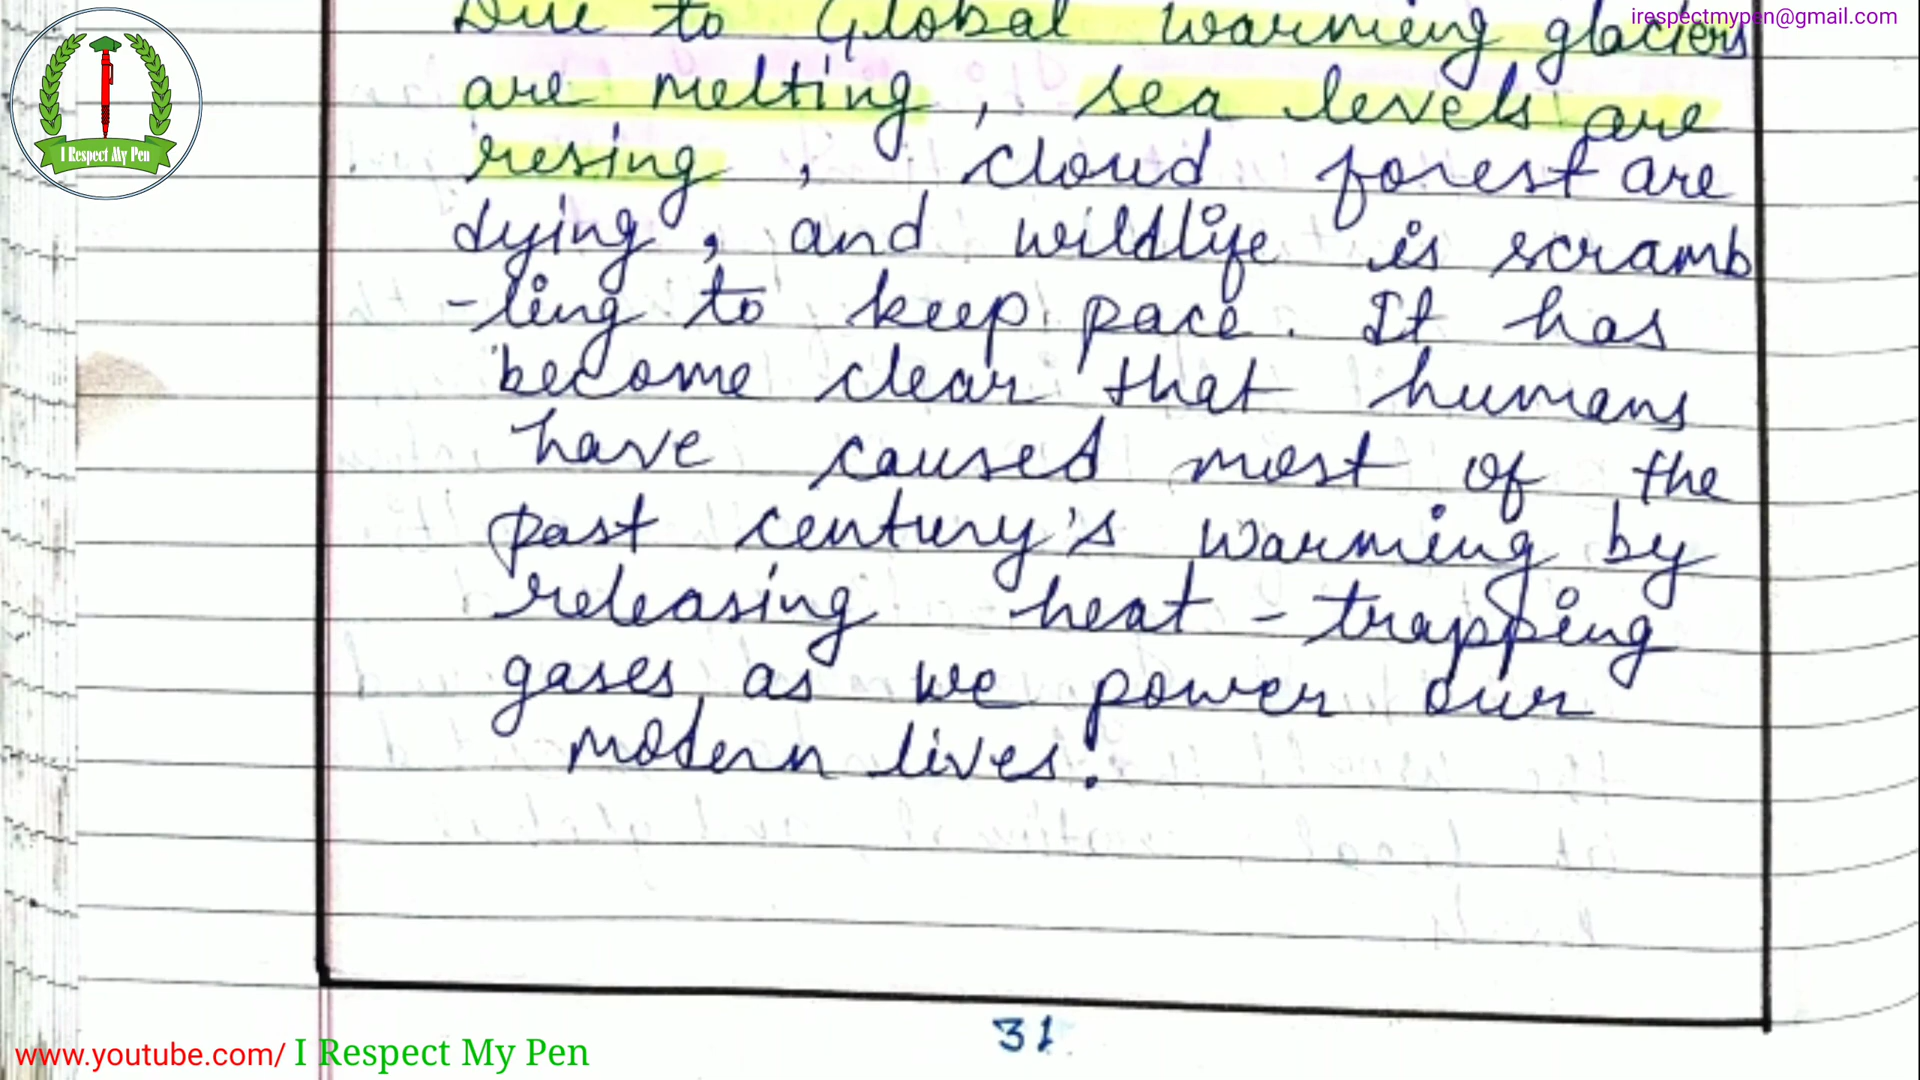 irespectmypen@gmail.com
Due to Global warming glaciers
are melting, sea levels are
resing, cloud forest are
dying, and wildlife is scramb
-ling to keep pace. It has
become clear that humans
have caused most of the
past century's warming by
releasing heat-trapping
gases as we power our
modern lives.
31
I Respect My Pen
www.youtube.com/ I Respect My Pen